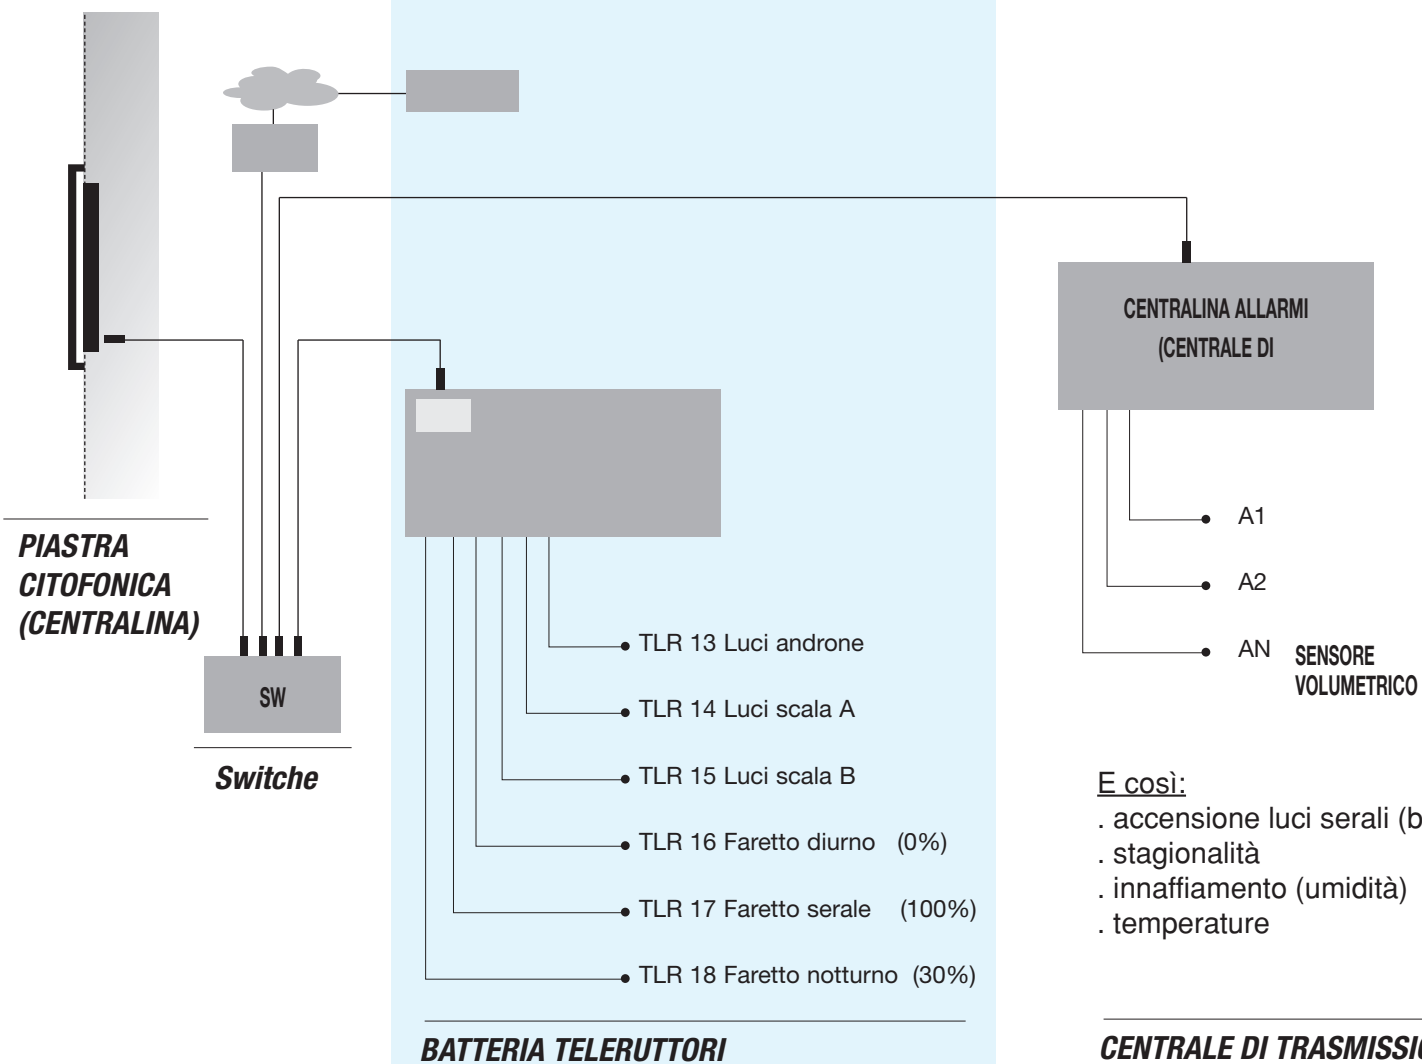 CENTRALINA ALLARMI
(CENTRALE DI
PIASTRA
CITOFONICA
(CENTRALINA)
SW
Switche
TLR 13 Luci androne
TLR 14 Luci scala A
TLR 15 Luci scala B
TLR 16 Faretto diurno (0%)
TLR 17 Faretto serale (100%)
TLR 18 Faretto notturno (30%)
BATTERIA TELERUTTORI
A1
A2
AN
SENSORE
VOLUMETRICO
E così:
. accensione luci serali (b
. stagionalità
. innaffiamento (umidità)
. temperature
CENTRALE DI TRASMISSI